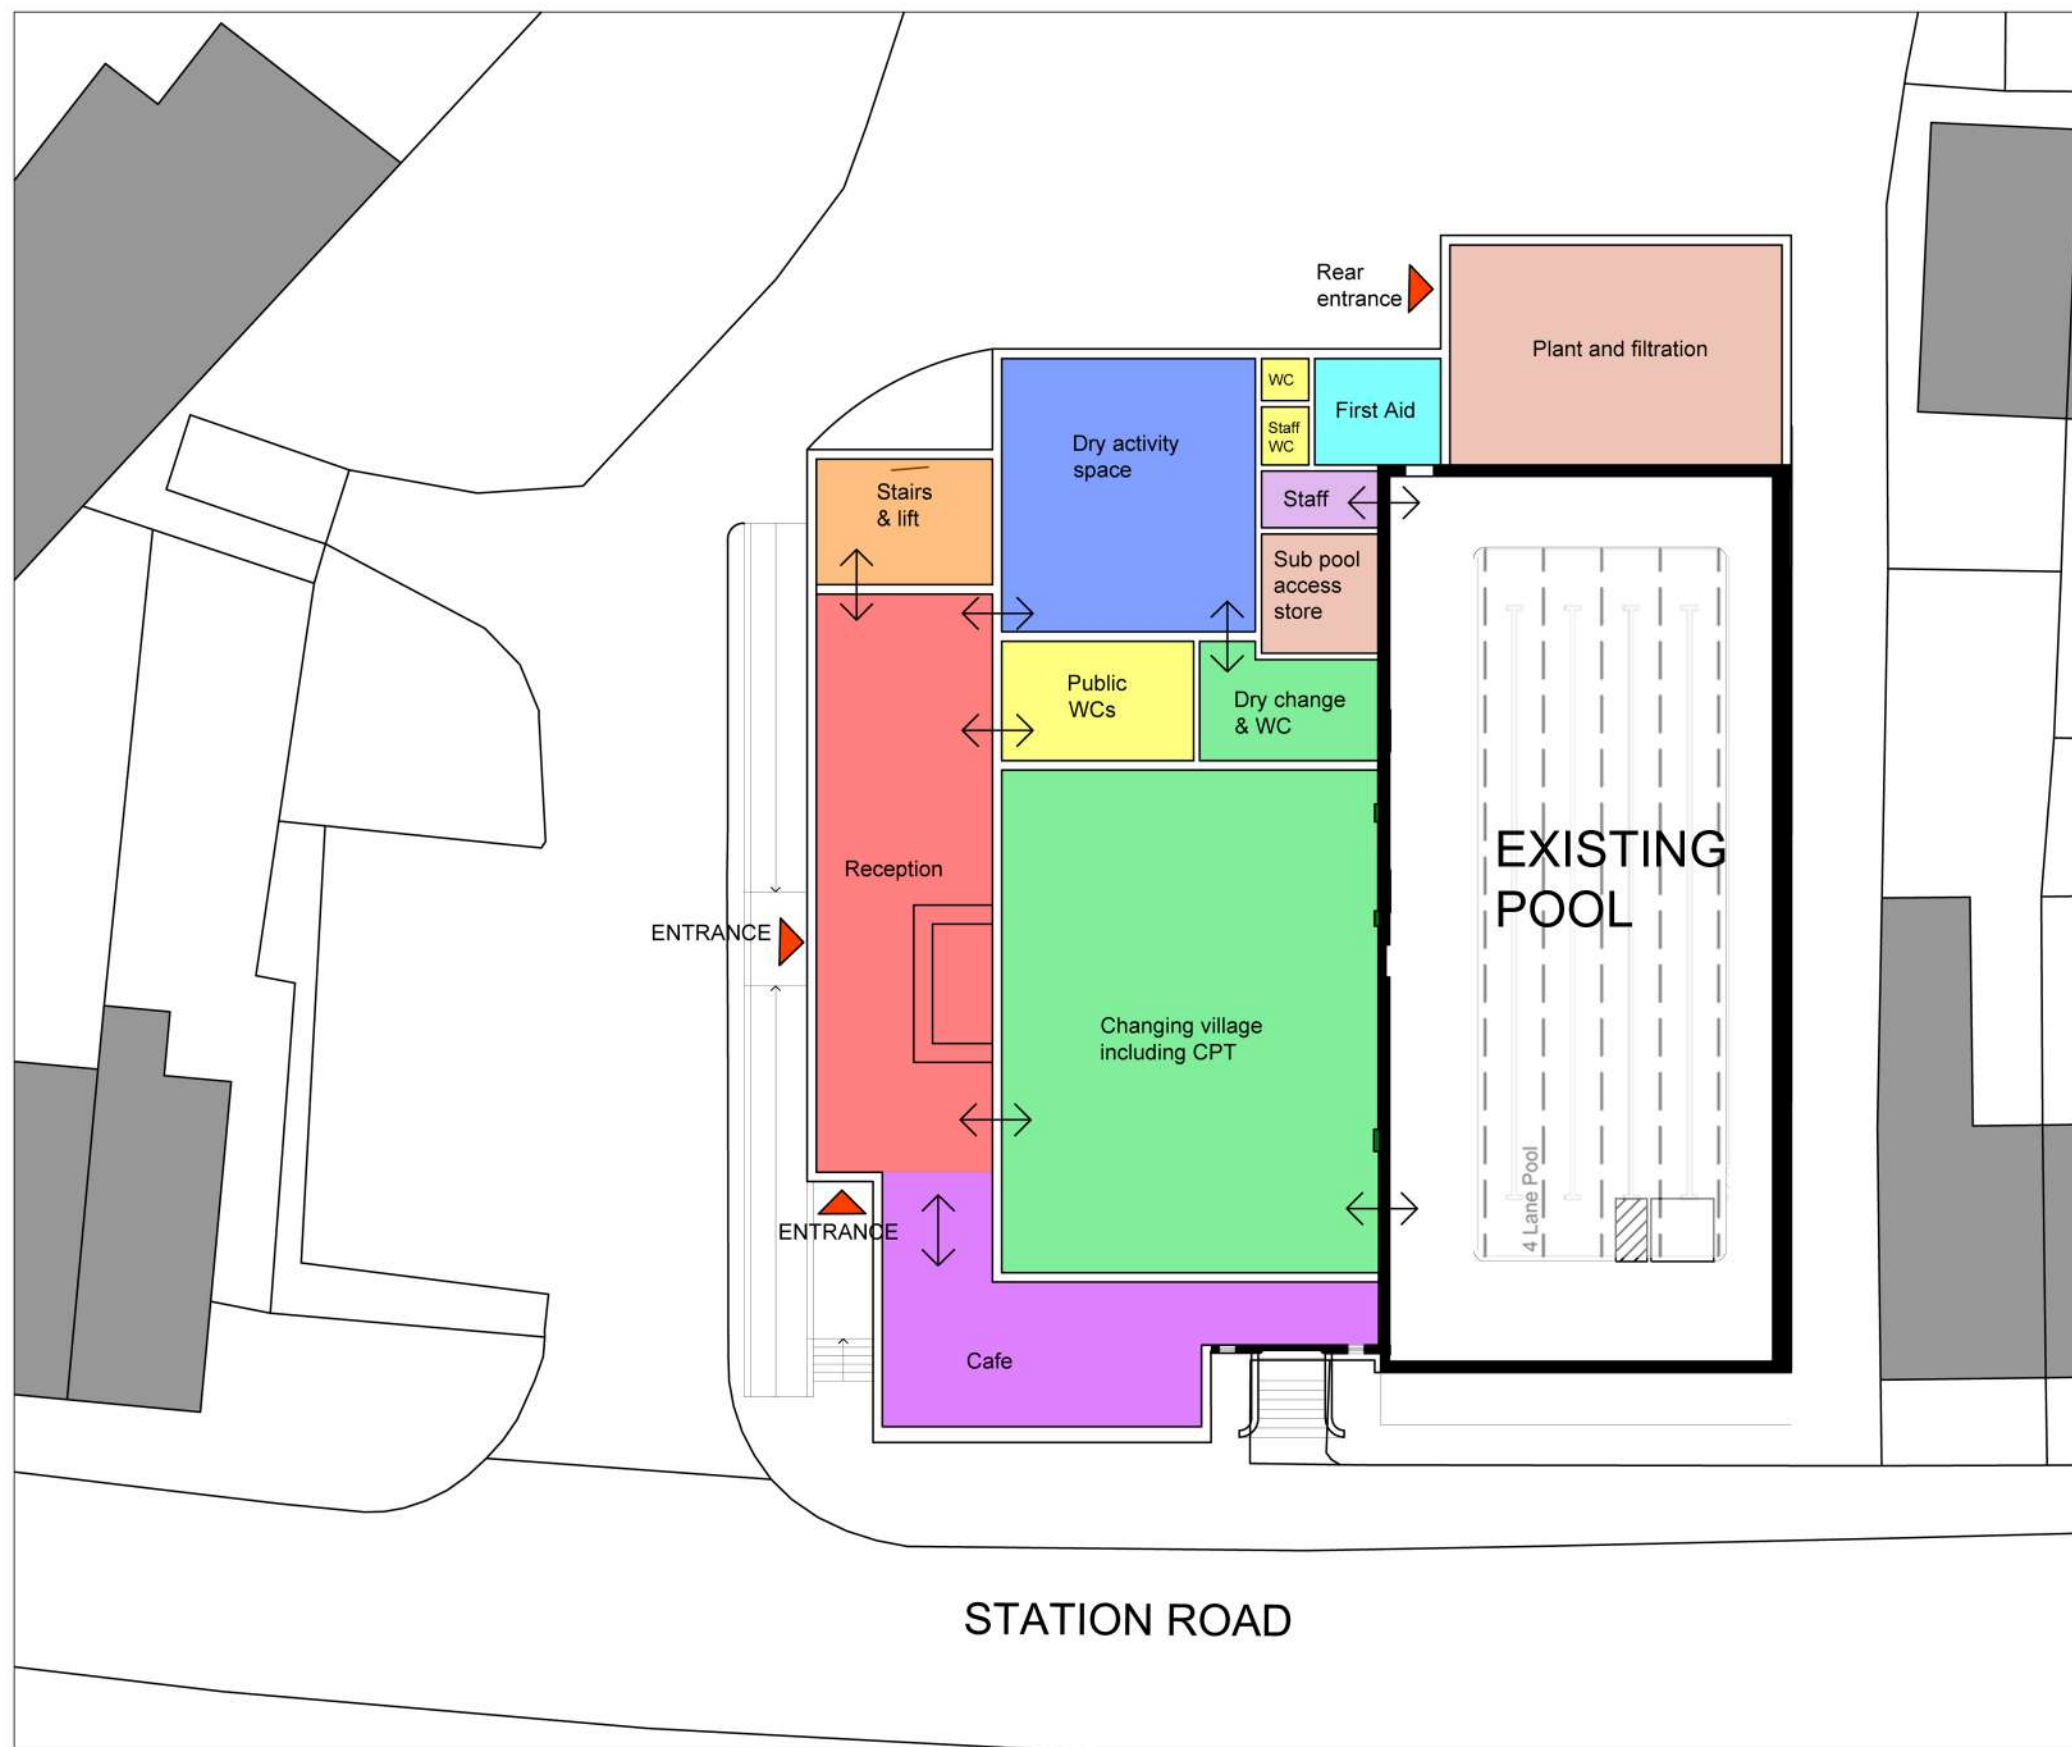 Rear
entrance
Plant and filtration
WC
First Aid
Staff
WC
Dry activity
space
Stairs
& lift
Staff
Sub pool
access
store
Public
WCs
Dry change
& WC
EXISTING
POOL
Reception
ENTRANCE
Changing village
including CPT
4 Lane Pool
ENTRANCE
Cafe
STATION ROAD